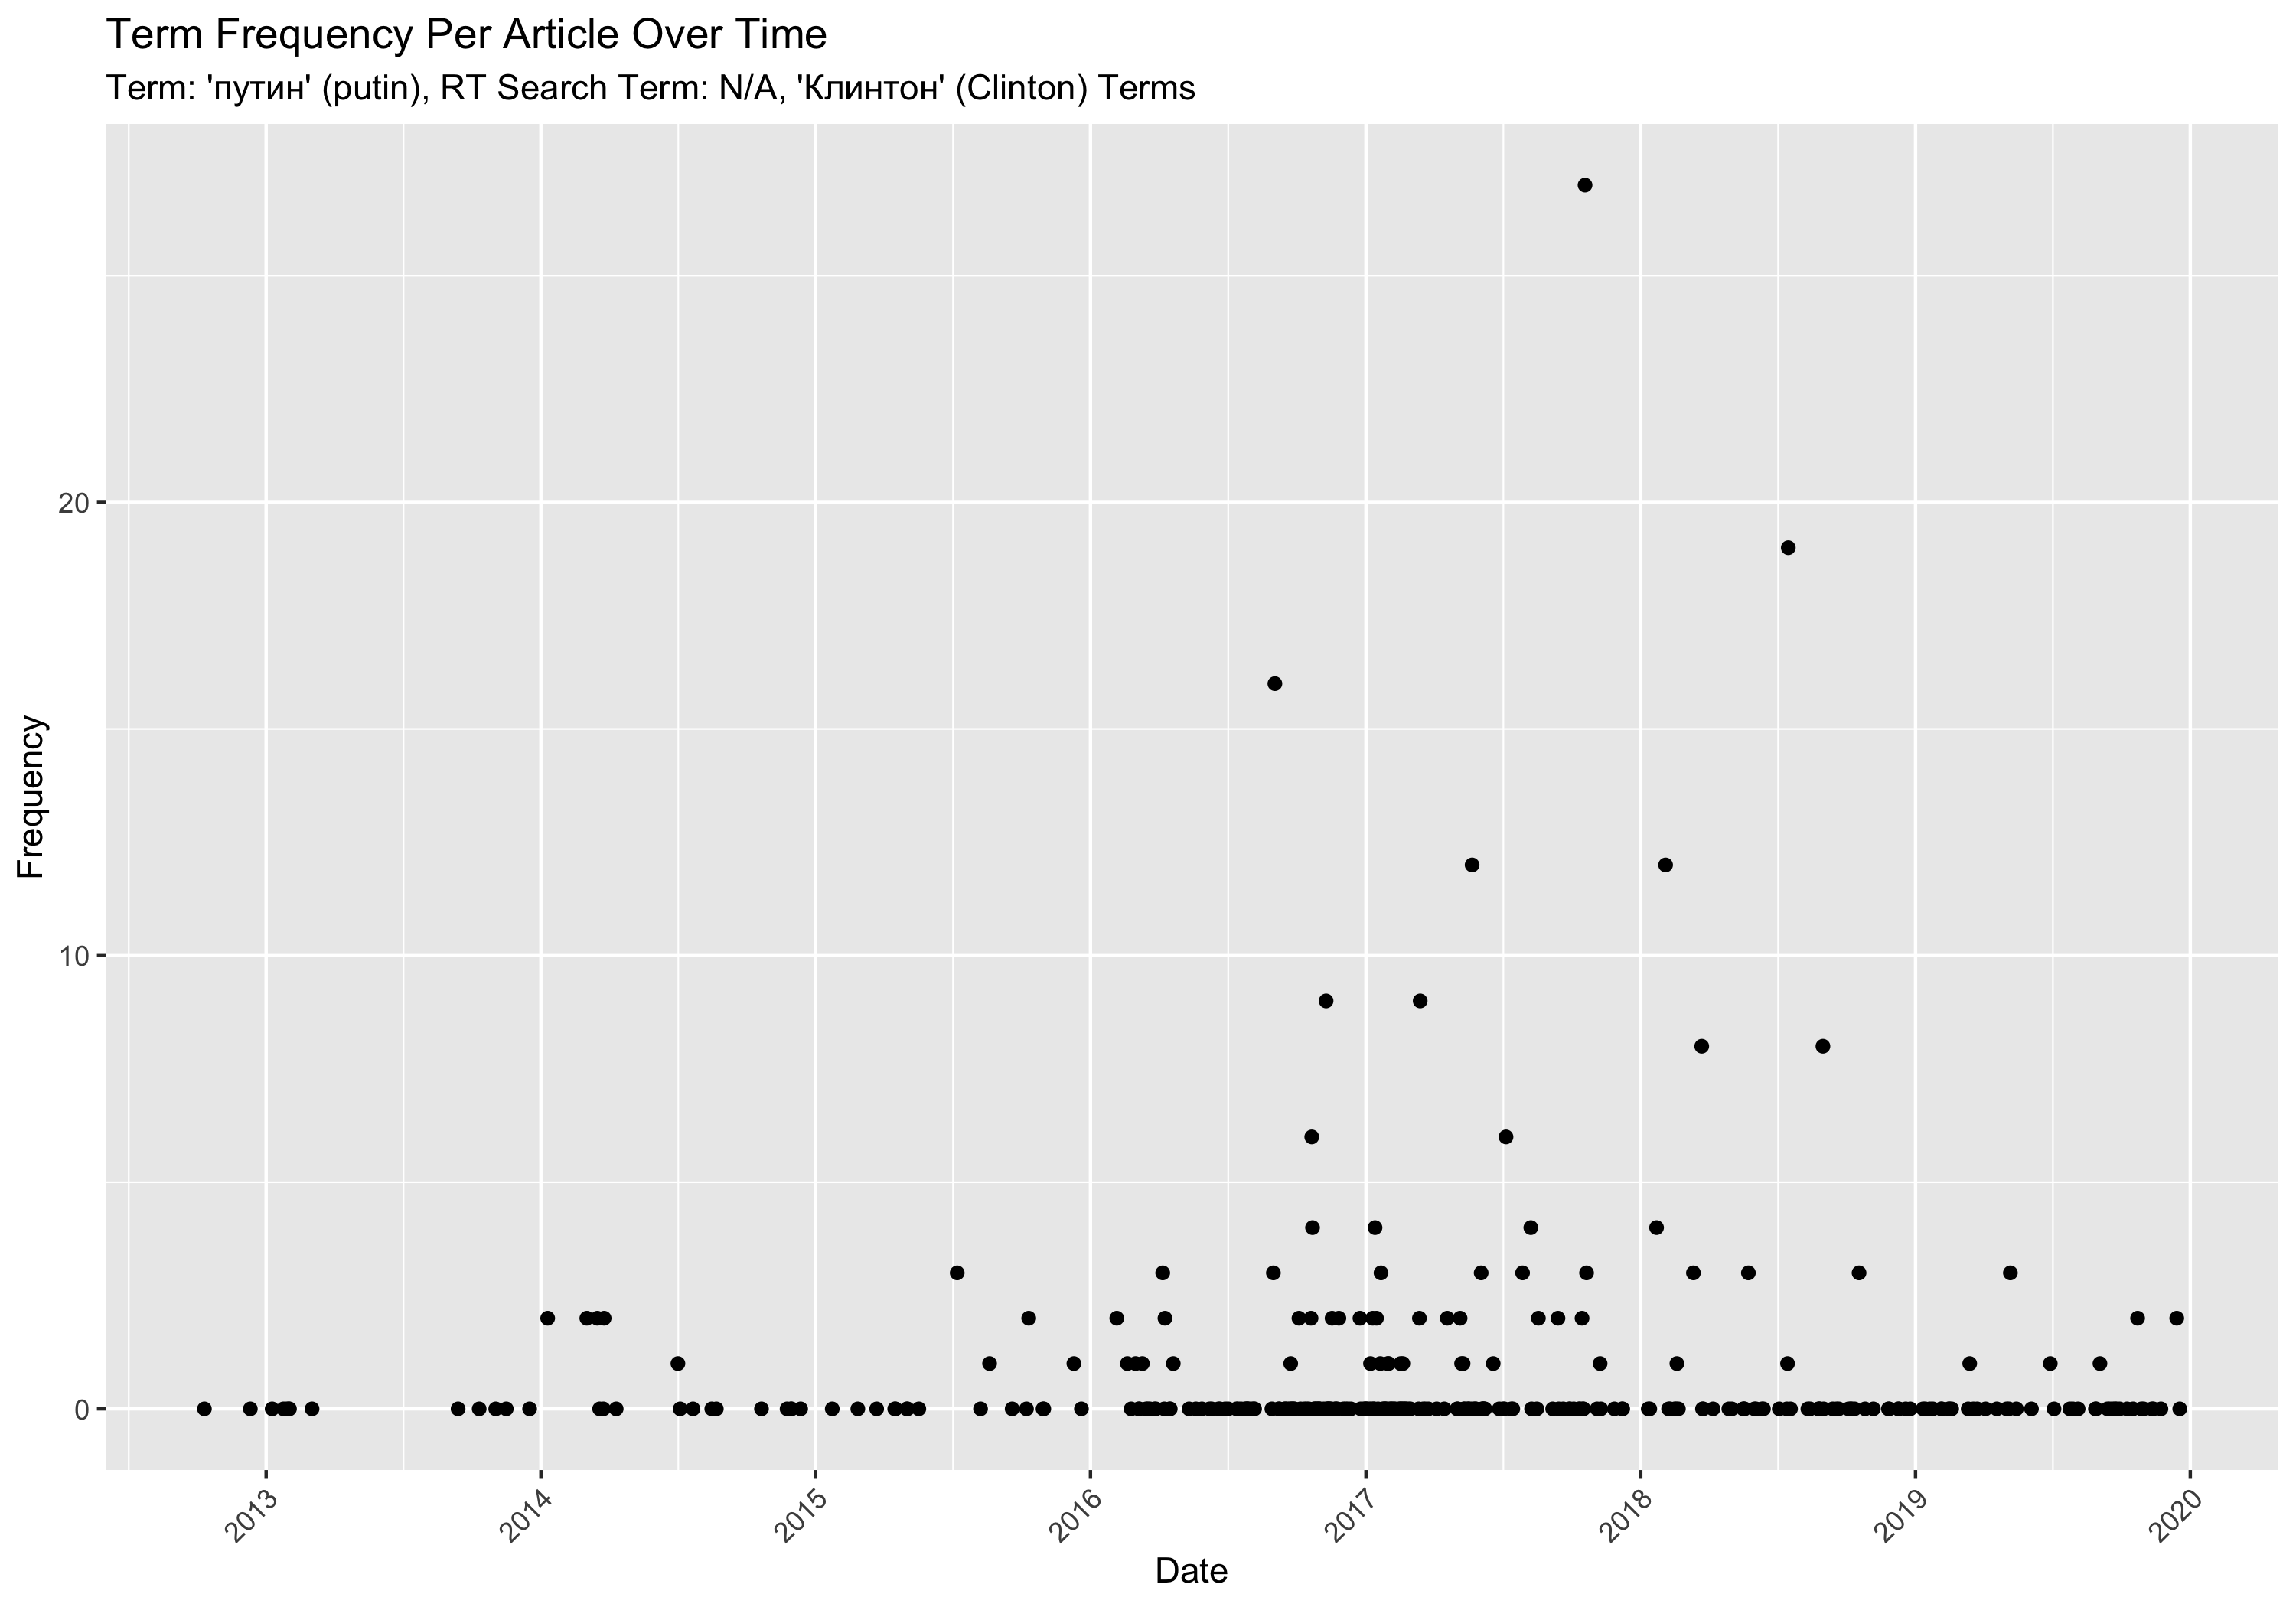 Term Frequency Per Article Over Time
Term: 'путин' (putin), RT Search Term: N/A, 'Клинтон' (Clinton) Terms
Frequency
20
10
0
2013
2014
2015
2016
2017
2018
2019
2020
Date